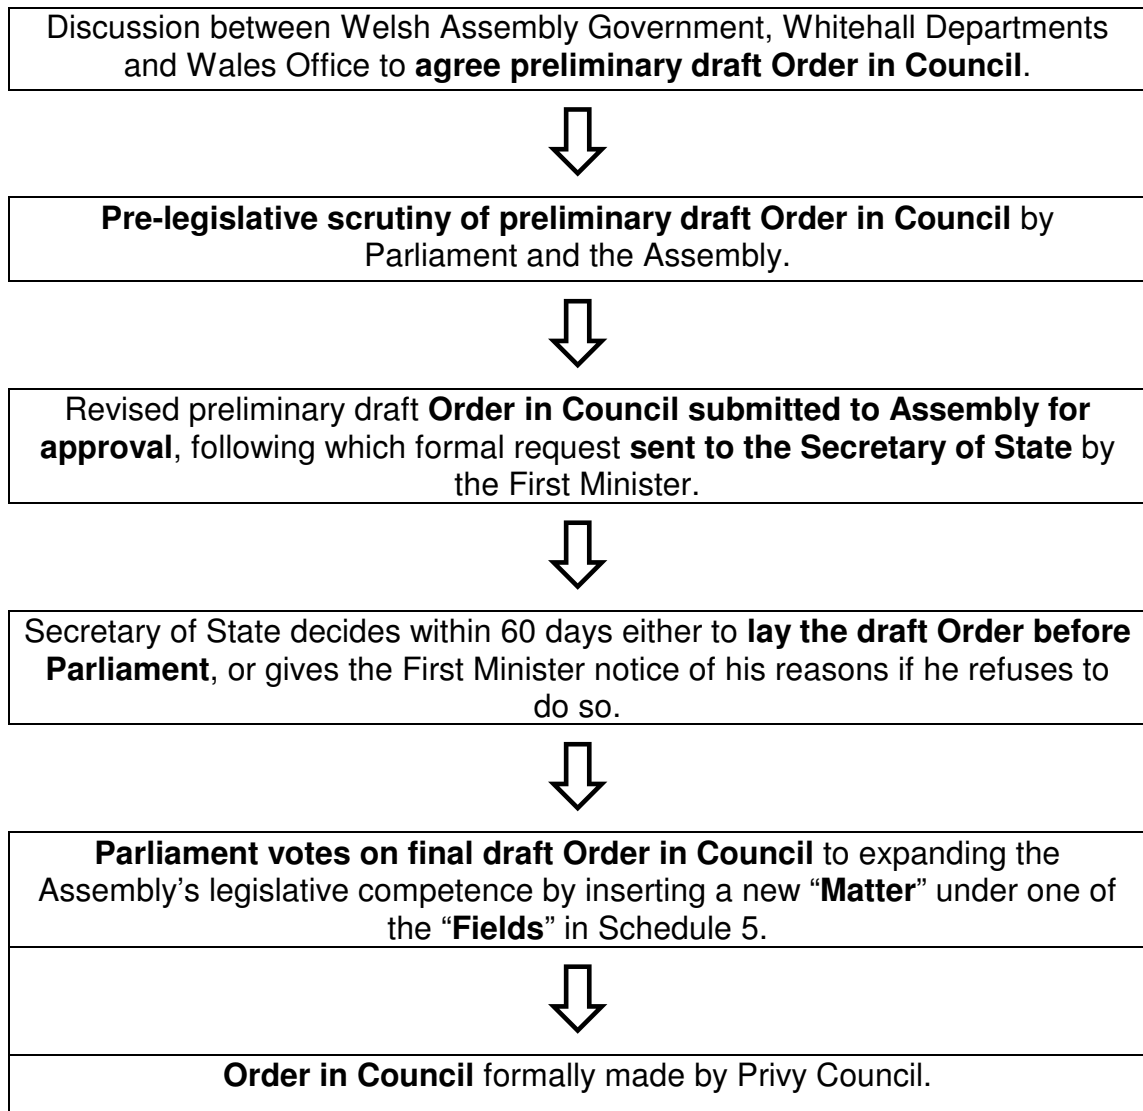 Discussion between Welsh Assembly Government, Whitehall Departments
and Wales Office to agree preliminary draft Order in Council.
Pre-legislative scrutiny of preliminary draft Order in Council by
Parliament and the Assembly.
Revised preliminary draft Order in Council submitted to Assembly for
approval, following which formal request sent to the Secretary of State by
the First Minister.
Secretary of State decides within 60 days either to lay the draft Order before
Parliament, or gives the First Minister notice of his reasons if he refuses to
do so.
Parliament votes on final draft Order in Council to expanding the
Assembly’s legislative competence by inserting a new “Matter” under one of
the “Fields” in Schedule 5.
Order in Council formally made by Privy Council.